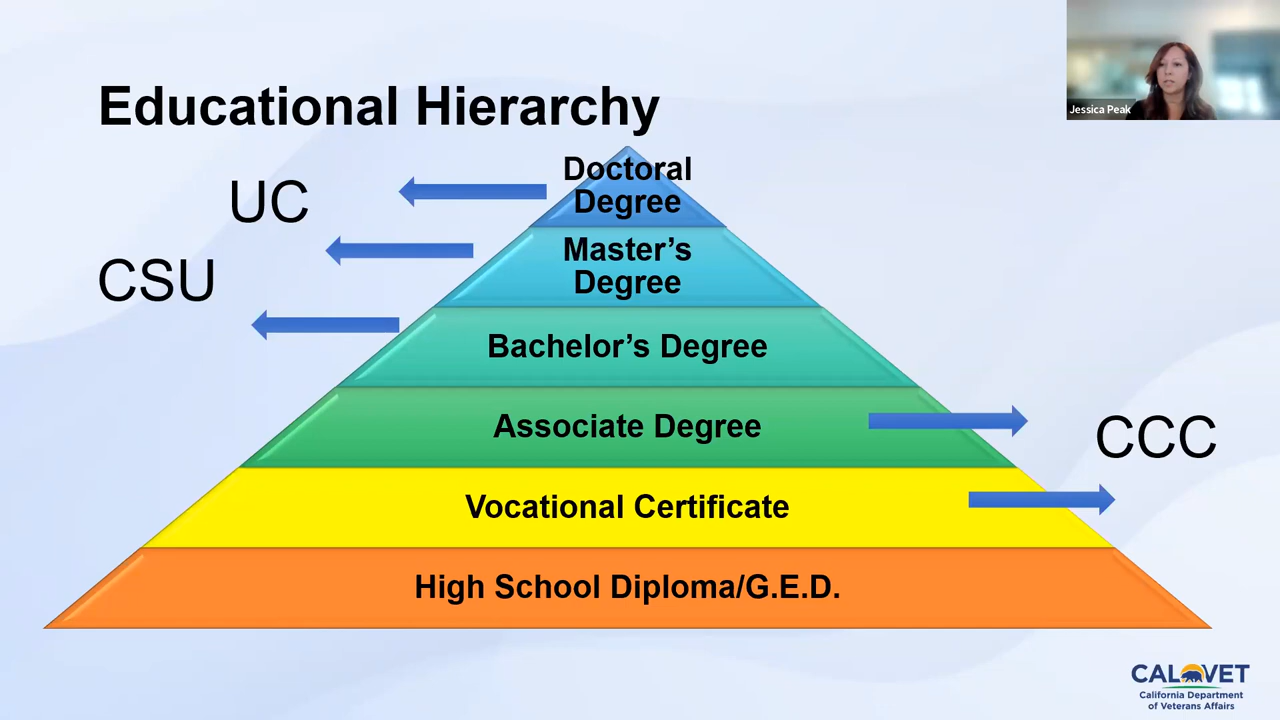 Jessica Peak
Educational Hierarchy
UC
CSU
Doctoral
Degree
Master's
Degree
Bachelor's Degree
Associate Degree
CCC
Vocational Certificate
High School Diploma/G.E.D.
CALVET
California Department
of Veterans Affairs